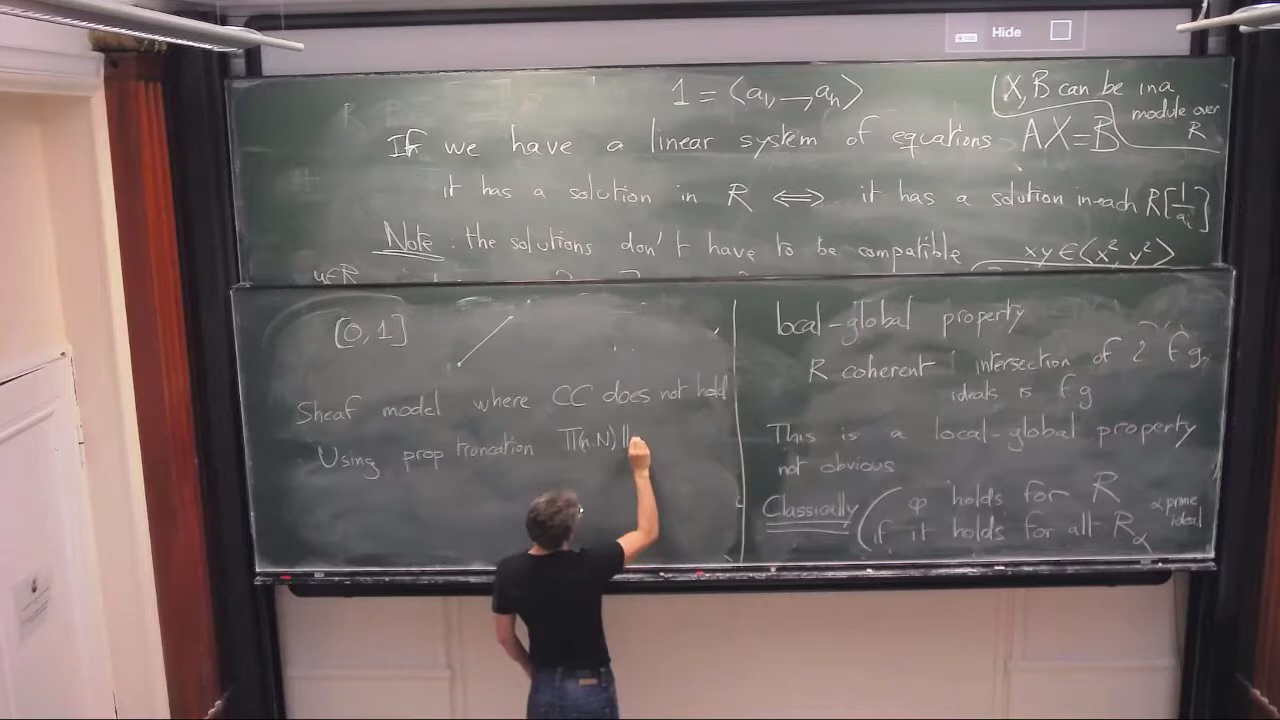 Hide
1 = ⟨a₁, —, aₙ⟩
X, B can be in a
module over
R
If we have a linear system of equations AX=B
it has a solution in R ⟺ it has a solution in each R[1/aᵢ]
Note. the solutions don't have to be compatible xy ∈ ⟨x², y²⟩
u∈R
[0, 1]
Sheaf model where CC does not hold
Using prop truncation Π(n:N) ||
local-global property
R coherent | intersection of 2 f g,
ideals is f g
This is a local-global property
not obvious
Classically ( φ holds for R
if it holds for all R_α α prime
ideal